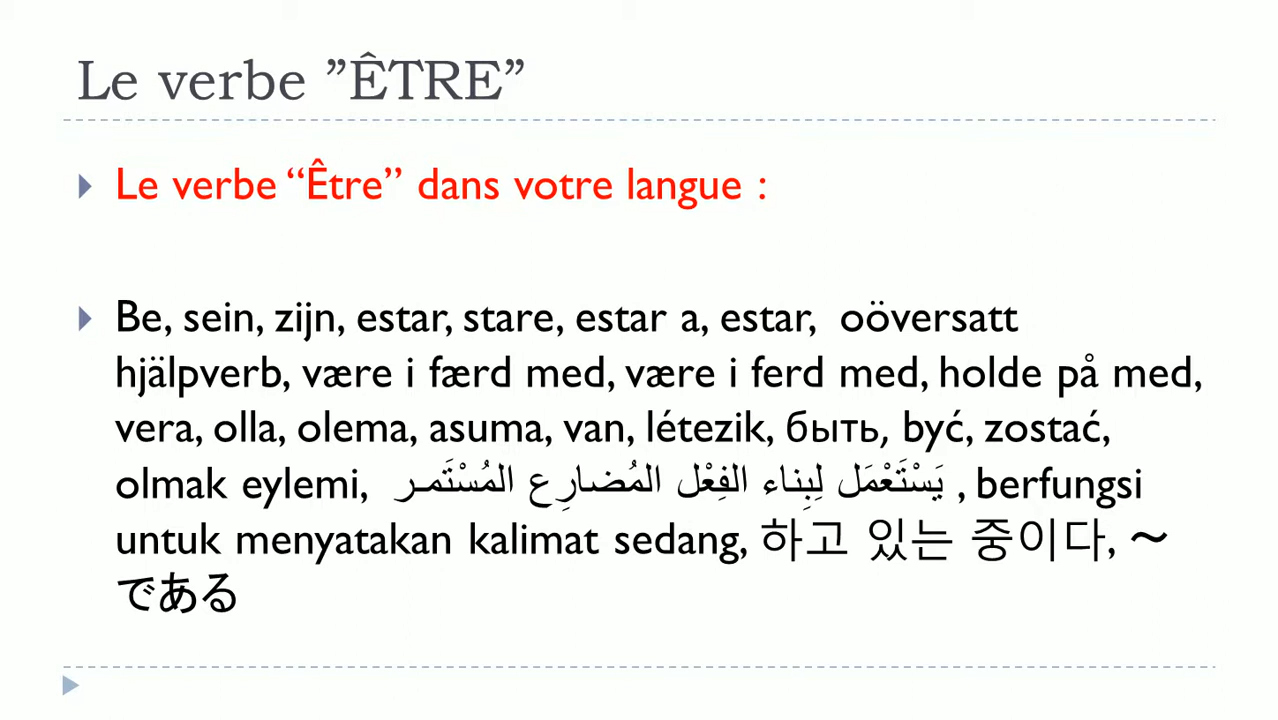 Le verbe ”ÊTRE”
Le verbe “Être” dans votre langue :
Be, sein, zijn, estar, stare, estar a, estar, oöversatt
hjälpverb, være i færd med, være i ferd med, holde på med,
vera, olla, olema, asuma, van, létezik, быть, być, zostać,
olmak eylemi, يَسْتَعْمَل لِبِناء الفِعْل المُضارِع المُسْتَمر , berfungsi
untuk menyatakan kalimat sedang, 하고 있는 중이다, ～
である